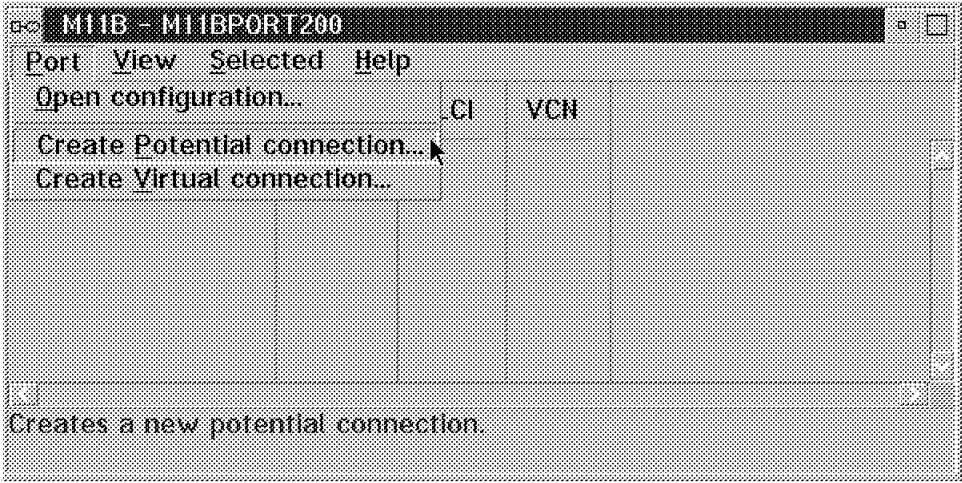 M11B - M11BPORT200
Port View Selected Help
Open configuration...
CI VCN
Create Potential connection...
Create Virtual connection...
Creates a new potential connection.